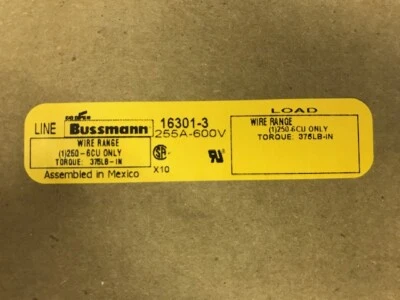 COOPER
LINE Bussmann 16301-3
255A-600V
WIRE RANGE
(1)250-6CU ONLY
TORQUE: 375LB-IN
Assembled in Mexico
X10
LOAD
WIRE RANGE
(1)250-6CU ONLY
TORQUE: 375LB-IN